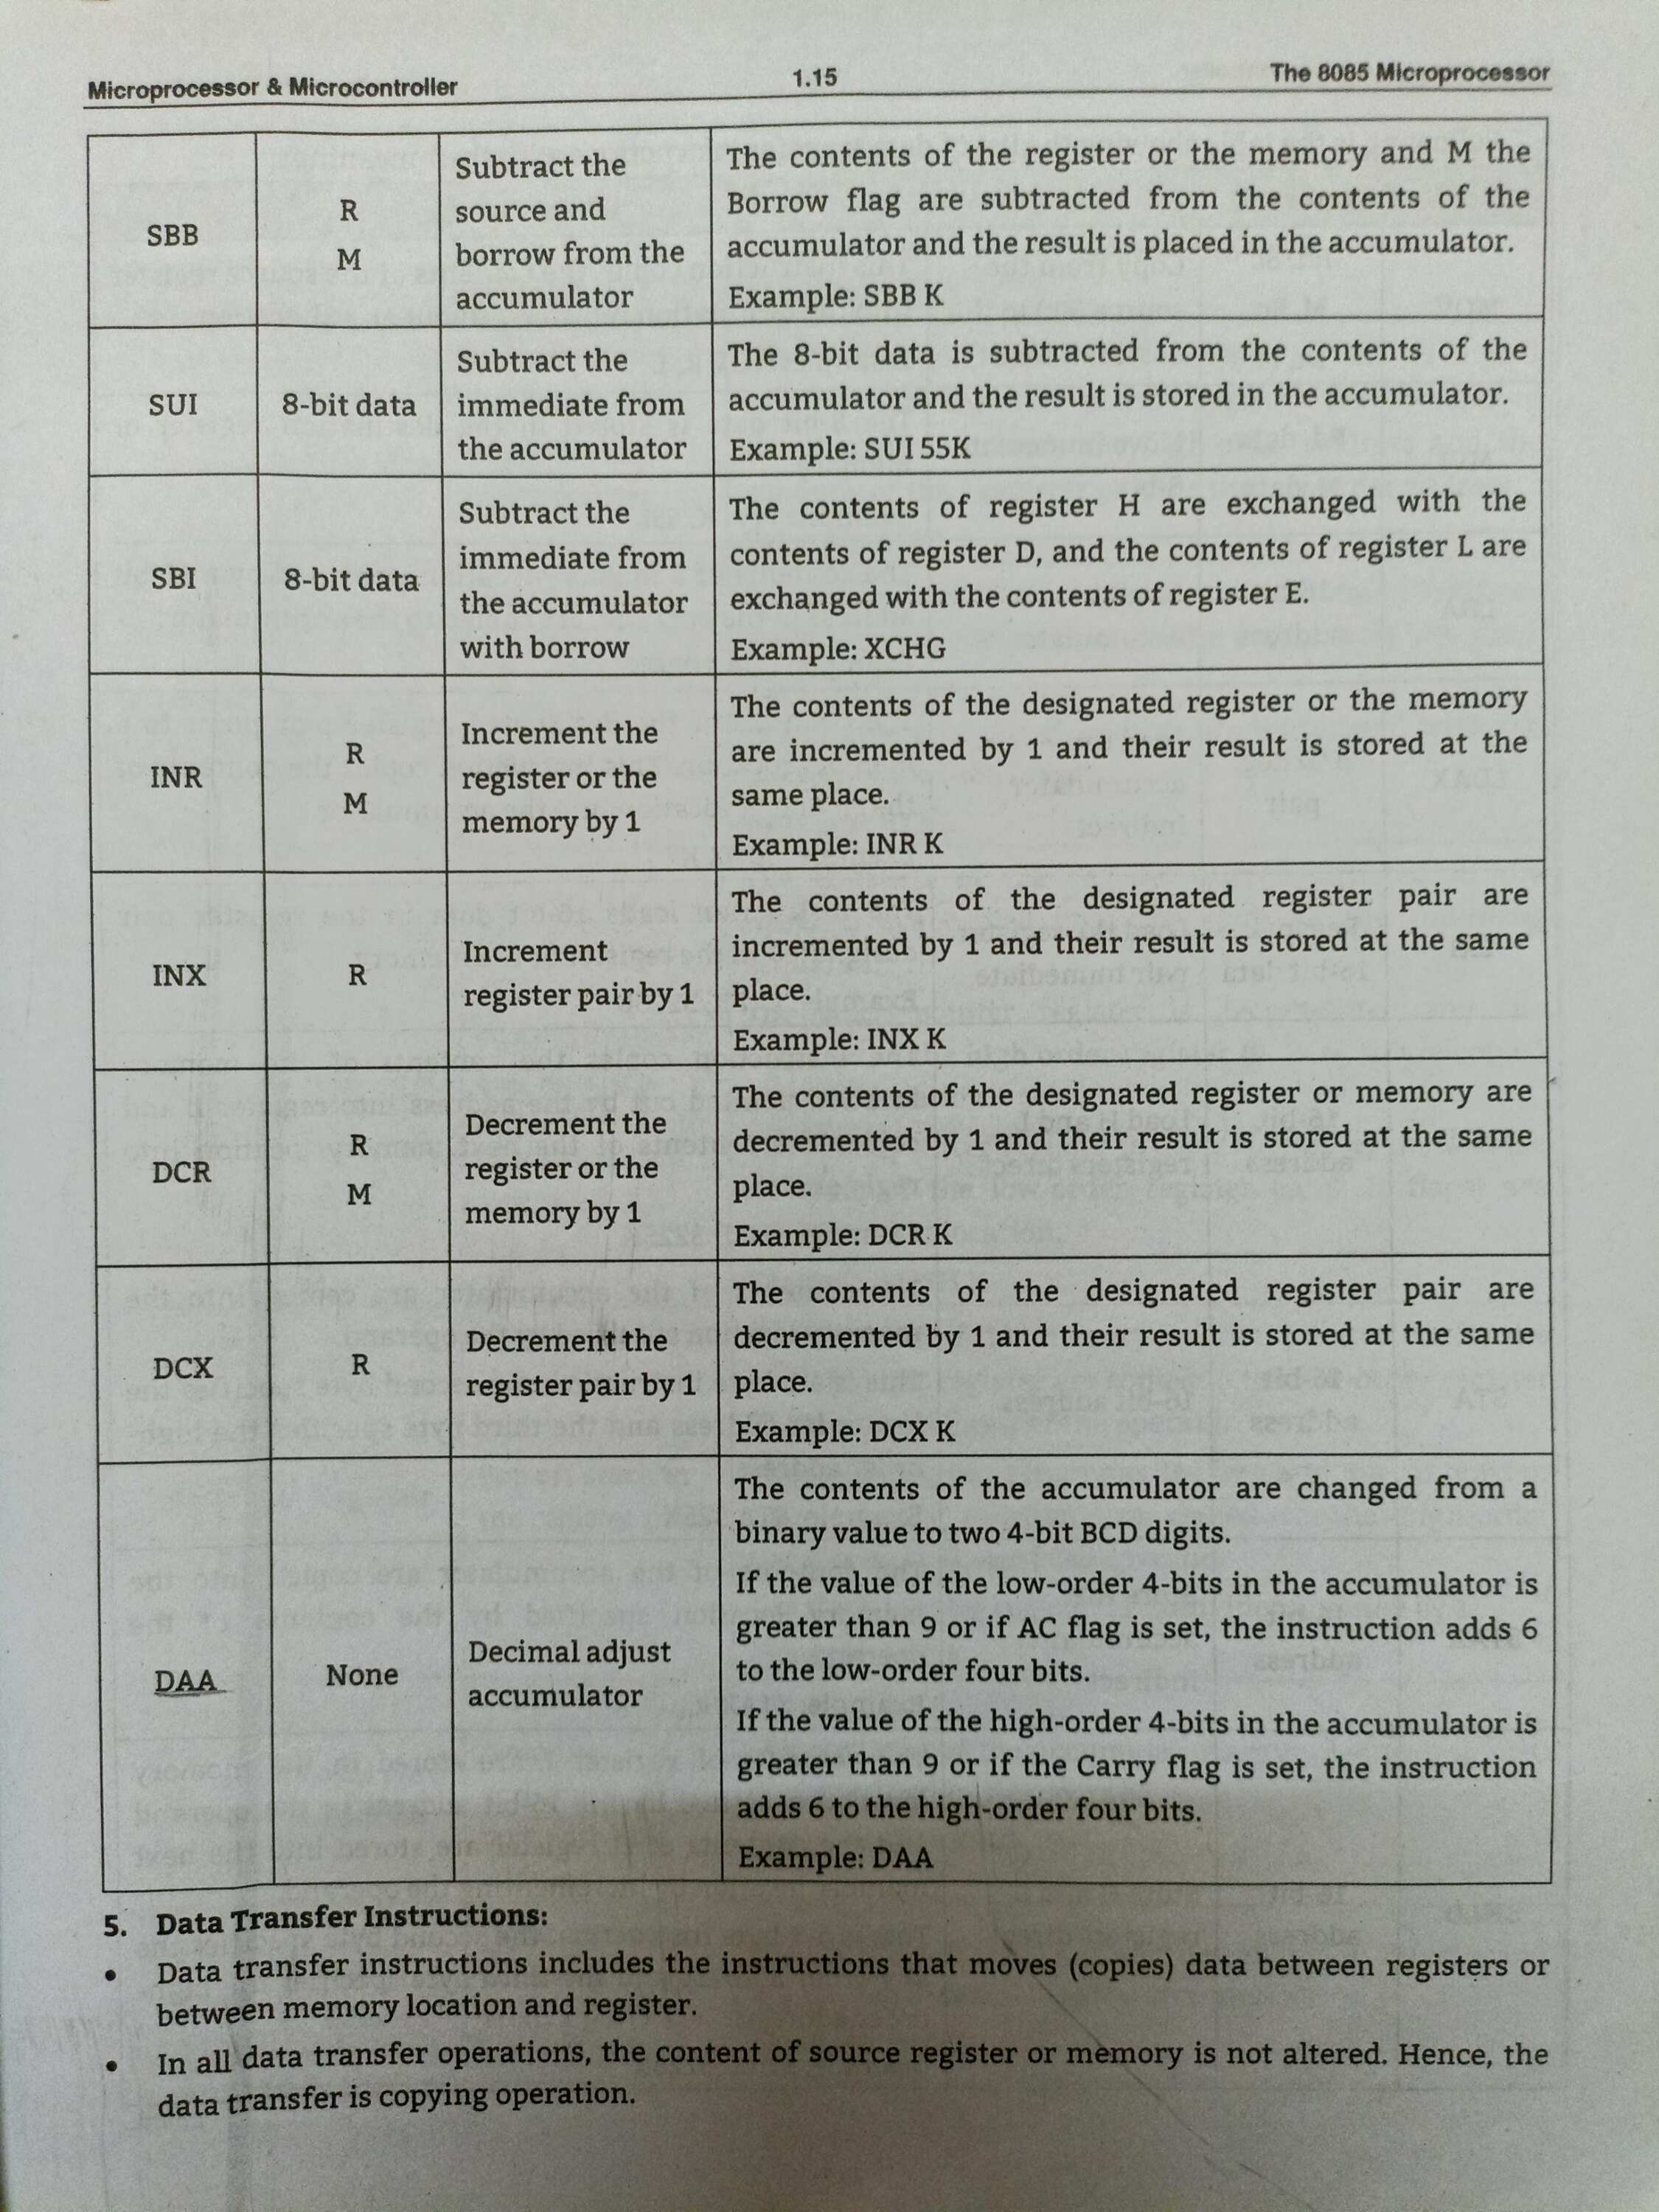 Microprocessor & Microcontroller
1.15
The 8085 Microprocessor
SBB
R
M
Subtract the
source and
borrow from the
accumulator
The contents of the register or the memory and M the
Borrow flag are subtracted from the contents of the
accumulator and the result is placed in the accumulator.
Example: SBB K
SUI
8-bit data
Subtract the
immediate from
the accumulator
The 8-bit data is subtracted from the contents of the
accumulator and the result is stored in the accumulator.
Example: SUI 55K
SBI
8-bit data
Subtract the
immediate from
the accumulator
with borrow
The contents of register H are exchanged with the
contents of register D, and the contents of register L are
exchanged with the contents of register E.
Example: XCHG
INR
R
M
Increment the
register or the
memory by 1
The contents of the designated register or the memory
are incremented by 1 and their result is stored at the
same place.
Example: INR K
INX
R
Increment
register pair by 1
The contents of the designated register pair are
incremented by 1 and their result is stored at the same
place.
Example: INX K
DCR
R
M
Decrement the
register or the
memory by 1
The contents of the designated register or memory are
decremented by 1 and their result is stored at the same
place.
Example: DCR K
DCX
R
Decrement the
register pair by 1
The contents of the designated register pair are
decremented by 1 and their result is stored at the same
place.
Example: DCX K
DAA
None
Decimal adjust
accumulator
The contents of the accumulator are changed from a
binary value to two 4-bit BCD digits.
If the value of the low-order 4-bits in the accumulator is
greater than 9 or if AC flag is set, the instruction adds 6
to the low-order four bits.
If the value of the high-order 4-bits in the accumulator is
greater than 9 or if the Carry flag is set, the instruction
adds 6 to the high-order four bits.
Example: DAA
5. Data Transfer Instructions:
• Data transfer instructions includes the instructions that moves (copies) data between registers or
between memory location and register.
• In all data transfer operations, the content of source register or memory is not altered. Hence, the
data transfer is copying operation.